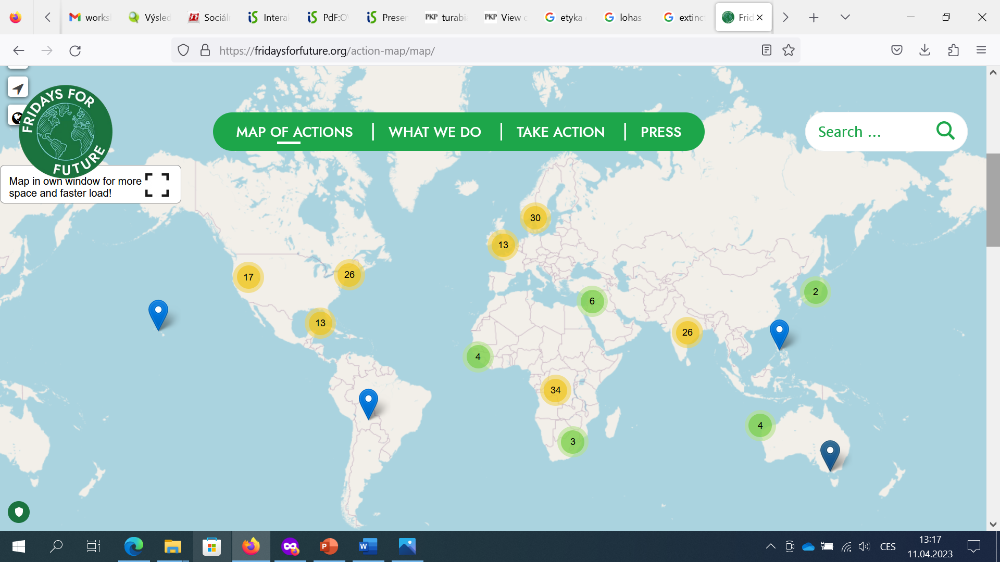 works
Výsled
Sociál
Intera
PdF:O
Preser
PKP turabi
PKP View
etyka
lohas
extinc
Frid
https://fridaysforfuture.org/action-map/map/
FRIDAYS FOR
FUTURE
MAP OF ACTIONS
WHAT WE DO
TAKE ACTION
PRESS
Search ...
Map in own window for more
space and faster load!
30
13
17
26
2
6
13
26
4
34
4
3
CES
13:17
11.04.2023